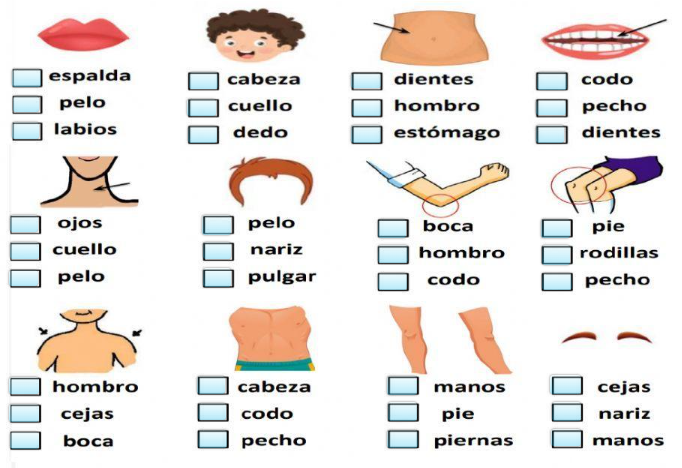 espalda
pelo
labios
cabeza
cuello
dedo
dientes
hombro
estómago
codo
pecho
dientes
ojos
cuello
pelo
pelo
nariz
pulgar
boca
hombro
codo
pie
rodillas
pecho
hombro
cejas
boca
cabeza
codo
pecho
manos
pie
piernas
cejas
nariz
manos